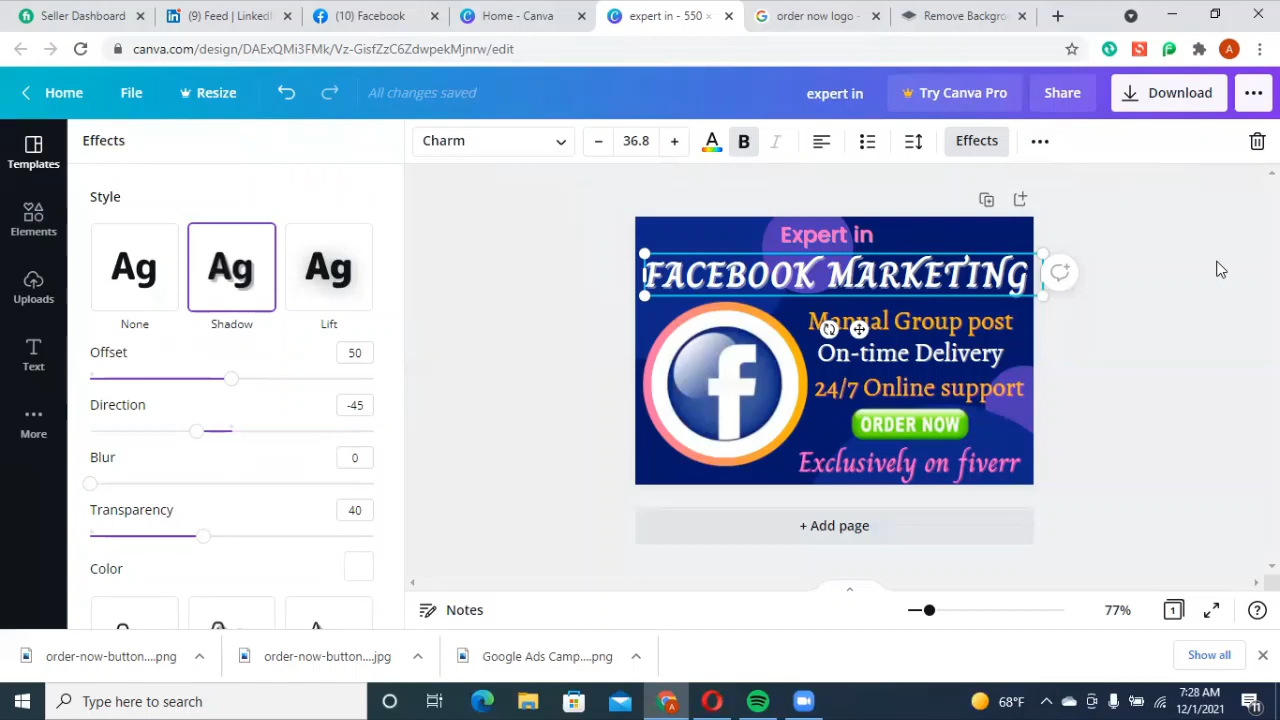 Seller Dashboard
(9) Feed | LinkedI
(10) Facebook
Home - Canva
expert in - 550 ×
order now logo -
Remove Backgro
canva.com/design/DAExQMi3FMk/Vz-GisfZzC6ZdwpekMjnrw/edit
A
Home
File
Resize
All changes saved
expert in
Try Canva Pro
Share
Download
Effects
Charm
36.8
A
B
I
Effects
Templates
Elements
Uploads
Text
More
Style
Ag
Ag
Ag
None
Shadow
Lift
Offset
50
Direction
-45
Blur
0
Transparency
40
Color
Expert in
FACEBOOK MARKETING
Manual Group post
On-time Delivery
24/7 Online support
ORDER NOW
Exclusively on fiverr
+ Add page
Notes
77%
1
order-now-button....png
order-now-button....jpg
Google Ads Camp....png
Show all
Type here to search
68°F
7:28 AM
12/1/2021